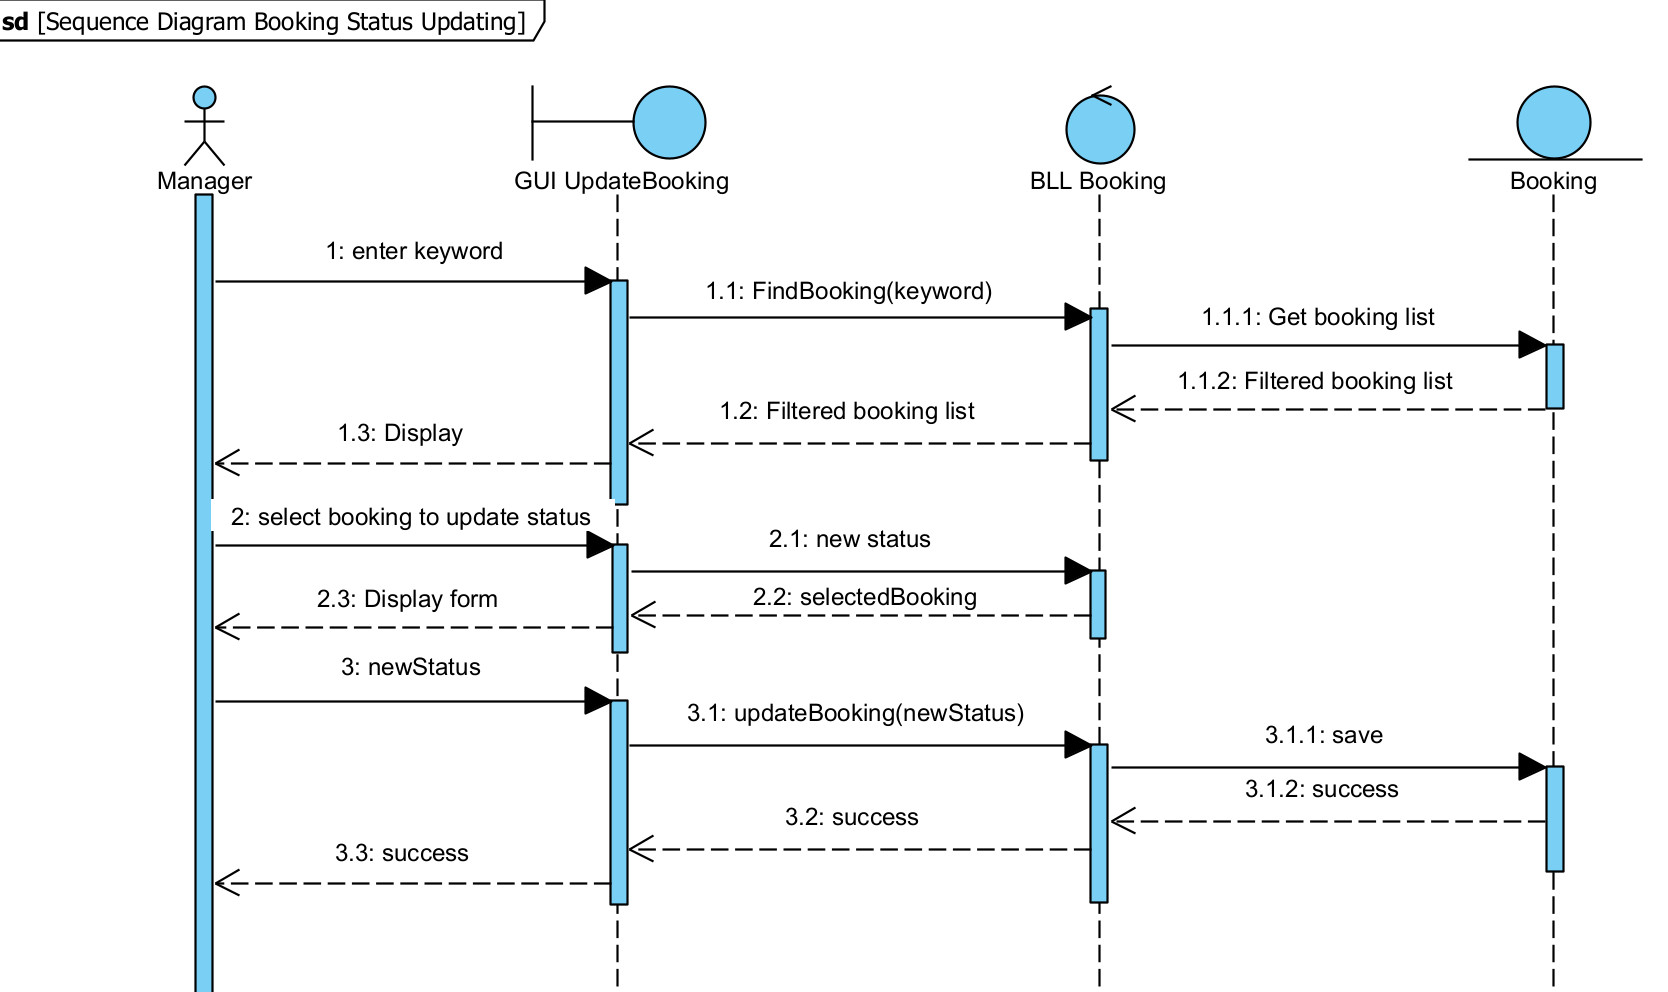 sd [Sequence Diagram Booking Status Updating]
Manager
GUI UpdateBooking
BLL Booking
Booking
1: enter keyword
1.1: FindBooking(keyword)
1.1.1: Get booking list
1.1.2: Filtered booking list
1.2: Filtered booking list
1.3: Display
2: select booking to update status
2.1: new status
2.2: selectedBooking
2.3: Display form
3: newStatus
3.1: updateBooking(newStatus)
3.1.1: save
3.1.2: success
3.2: success
3.3: success